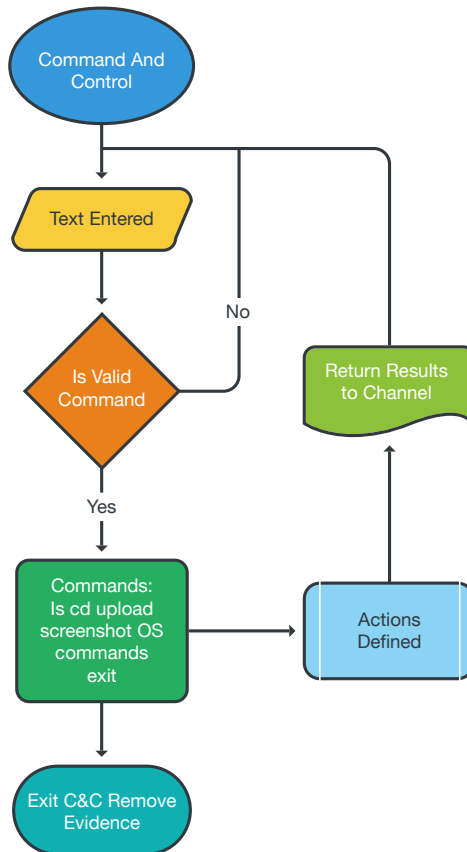 Command And
Control
Text Entered
No
Is Valid
Command
Return Results
to Channel
Yes
Commands:
Is cd upload
screenshot OS
commands
exit
Actions
Defined
Exit C&C Remove
Evidence